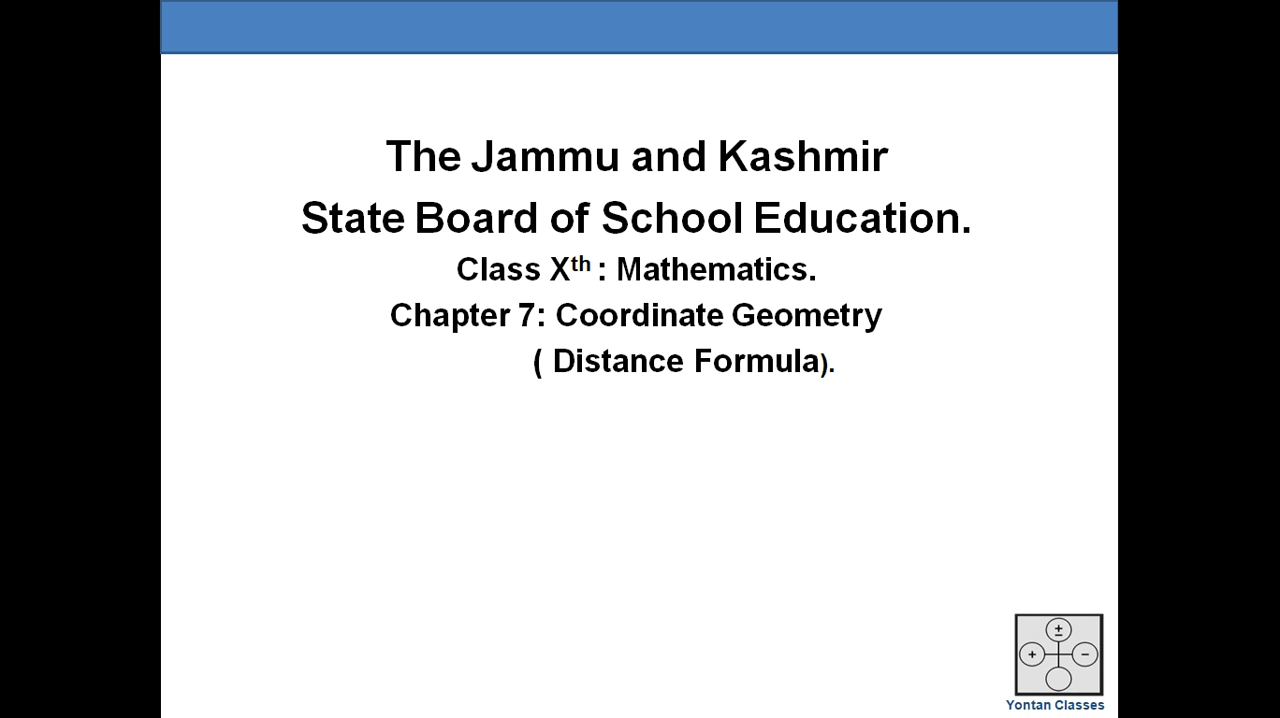 The Jammu and Kashmir
State Board of School Education.
Class Xth : Mathematics.
Chapter 7: Coordinate Geometry
( Distance Formula).
±
+ −
Yontan Classes